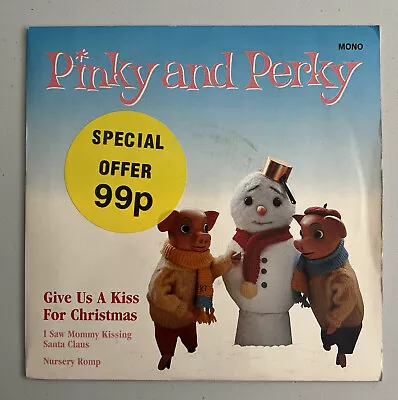 MONO
Pinky and Perky
SPECIAL
OFFER
99p
Give Us A Kiss
For Christmas
I Saw Mommy Kissing
Santa Claus
Nursery Romp